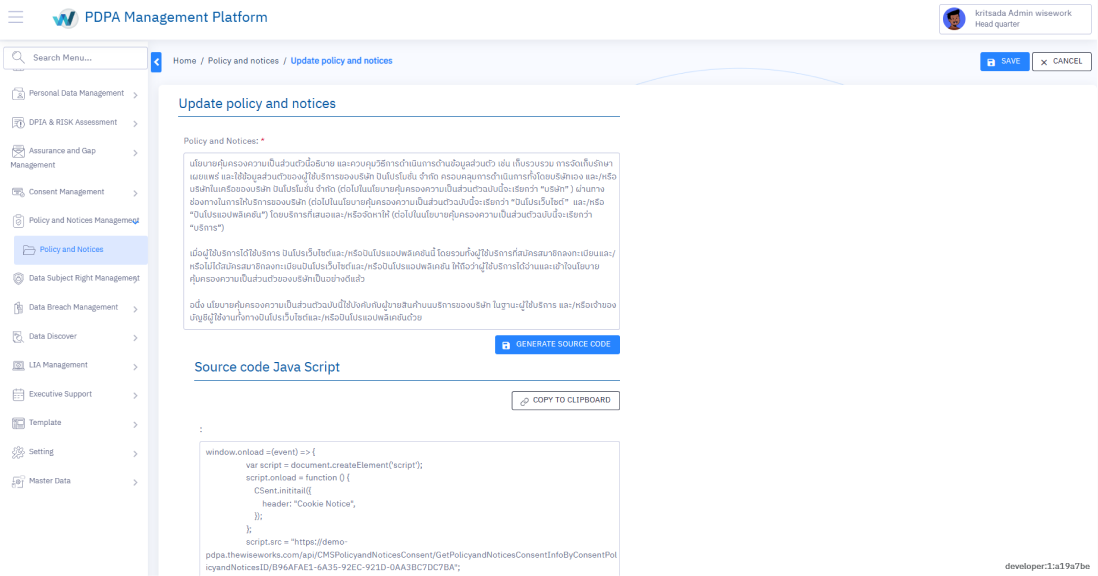 PDPA Management Platform
kritsada Admin wisework
Head quarter
Search Menu...
Home / Policy and notices / Update policy and notices
SAVE
CANCEL
Personal Data Management
DPIA & RISK Assessment
Assurance and Gap
Management
Consent Management
Policy and Notices Management
Policy and Notices
Data Subject Right Management
Data Breach Management
Data Discover
LIA Management
Executive Support
Template
Setting
Master Data
Update policy and notices
Policy and Notices: *
นโยบายคุ้มครองความเป็นส่วนตัวนี้อธิบาย และควบคุมวิธีการดำเนินการด้านข้อมูลส่วนตัว เช่น เก็บรวบรวม การจัดเก็บรักษา
เผยแพร่ และใช้ข้อมูลส่วนตัวของผู้ใช้บริการของบริษัท ปันโปรโมชั่น จำกัด ครอบคลุมการดำเนินการทั้งโดยบริษัทเอง และ/หรือ
บริษัทในเครือของบริษัท ปันโปรโมชั่น จำกัด (ต่อไปในนโยบายคุ้มครองความเป็นส่วนตัวฉบับนี้จะเรียกว่า “บริษัท” ) ผ่านทาง
ช่องทางในการให้บริการของบริษัท (ต่อไปในนโยบายคุ้มครองความเป็นส่วนตัวฉบับนี้จะเรียกว่า “ปันโปรเว็บไซต์” และ/หรือ
“ปันโปรแอปพลิเคชัน”) โดยบริการที่เสนอและ/หรือจัดหาให้ (ต่อไปในนโยบายคุ้มครองความเป็นส่วนตัวฉบับนี้จะเรียกว่า
“บริการ”)
เมื่อผู้ใช้บริการได้ใช้บริการ ปันโปรเว็บไซต์และ/หรือปันโปรแอปพลิเคชันนี้ โดยรวมทั้งผู้ใช้บริการที่สมัครสมาชิกลงทะเบียนและ/
หรือไม่ได้สมัครสมาชิกลงทะเบียนปันโปรเว็บไซต์และ/หรือปันโปรแอปพลิเคชัน ให้ถือว่าผู้ใช้บริการได้อ่านและเข้าใจนโยบาย
คุ้มครองความเป็นส่วนตัวของบริษัทเป็นอย่างดีแล้ว
อนึ่ง นโยบายคุ้มครองความเป็นส่วนตัวฉบับนี้ใช้บังคับกับผู้ขายสินค้าบนบริการของบริษัท ในฐานะผู้ใช้บริการ และ/หรือเจ้าของ
บัญชีผู้ใช้งานทั้งทางปันโปรเว็บไซต์และ/หรือปันโปรแอปพลิเคชันด้วย
GENERATE SOURCE CODE
Source code Java Script
COPY TO CLIPBOARD
:
window.onload =(event) => {
var script = document.createElement('script');
script.onload = function () {
CSent.inititail({
header: "Cookie Notice",
});
};
script.src = "https://demo-
pdpa.thewiseworks.com/api/CMSPolicyandNoticesConsent/GetPolicyandNoticesConsentInfoByConsentPol
icyandNoticesID/B96AFAE1-6A35-92EC-921D-0AA3BC7DC7BA";
developer:1:a19a7be